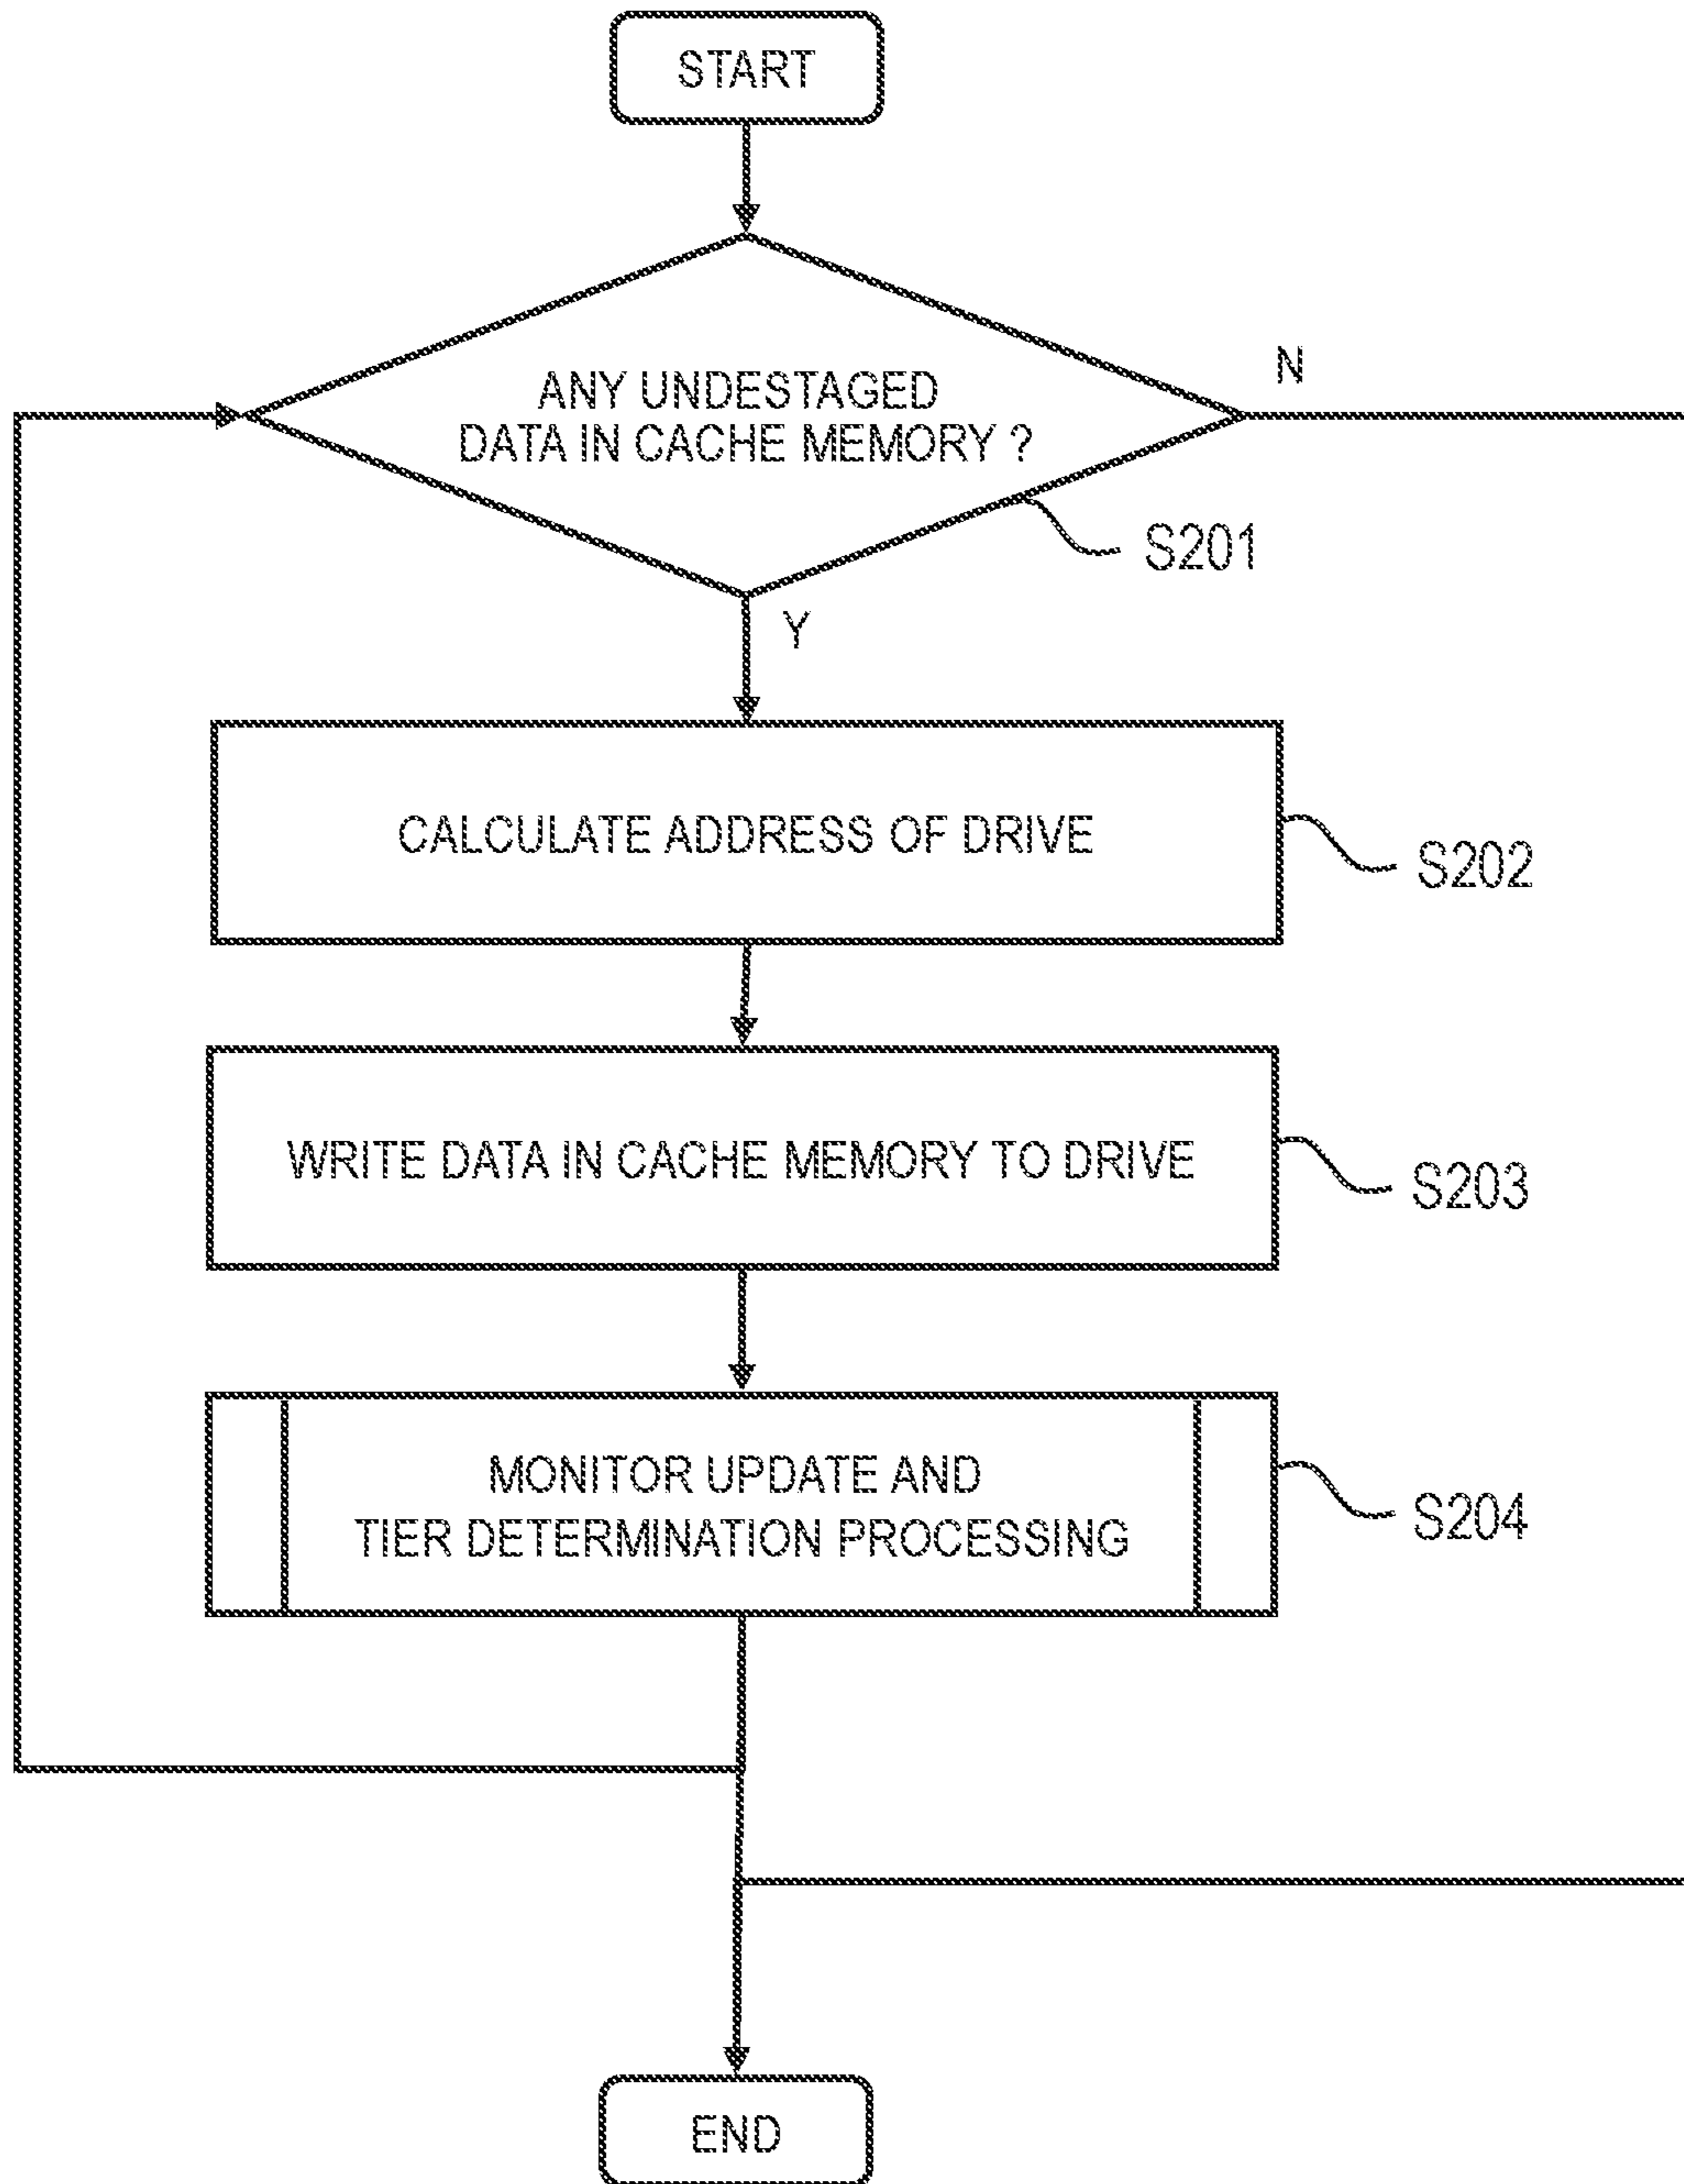 START
ANY UNDESTAGED
DATA IN CACHE MEMORY ?
N
S201
Y
CALCULATE ADDRESS OF DRIVE
S202
WRITE DATA IN CACHE MEMORY TO DRIVE
S203
MONITOR UPDATE AND
TIER DETERMINATION PROCESSING
S204
END